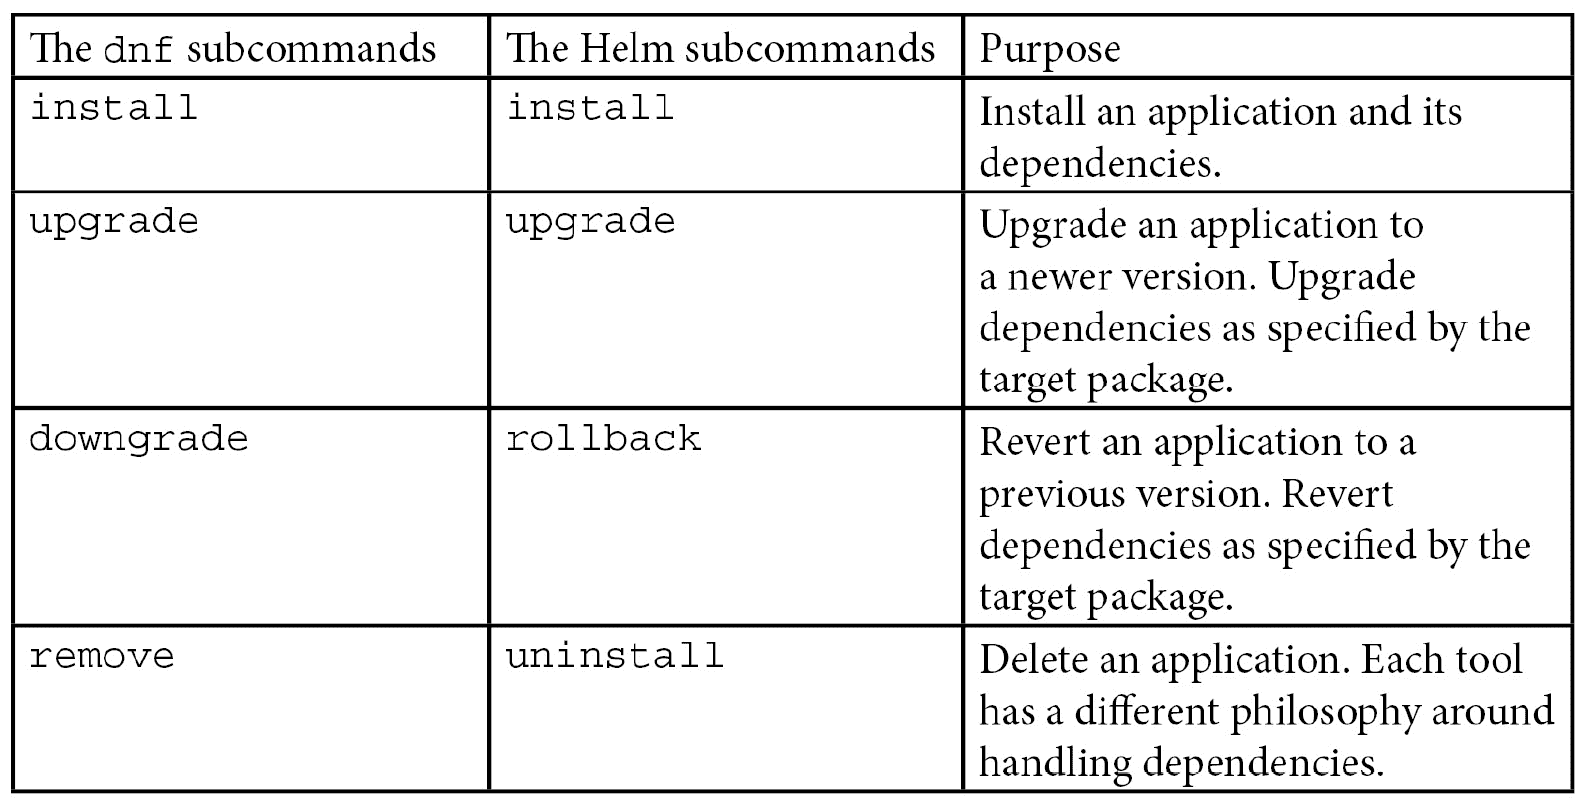 The dnf subcommands
The Helm subcommands
Purpose
install
install
Install an application and its
dependencies.
upgrade
upgrade
Upgrade an application to
a newer version. Upgrade
dependencies as specified by the
target package.
downgrade
rollback
Revert an application to a
previous version. Revert
dependencies as specified by the
target package.
remove
uninstall
Delete an application. Each tool
has a different philosophy around
handling dependencies.